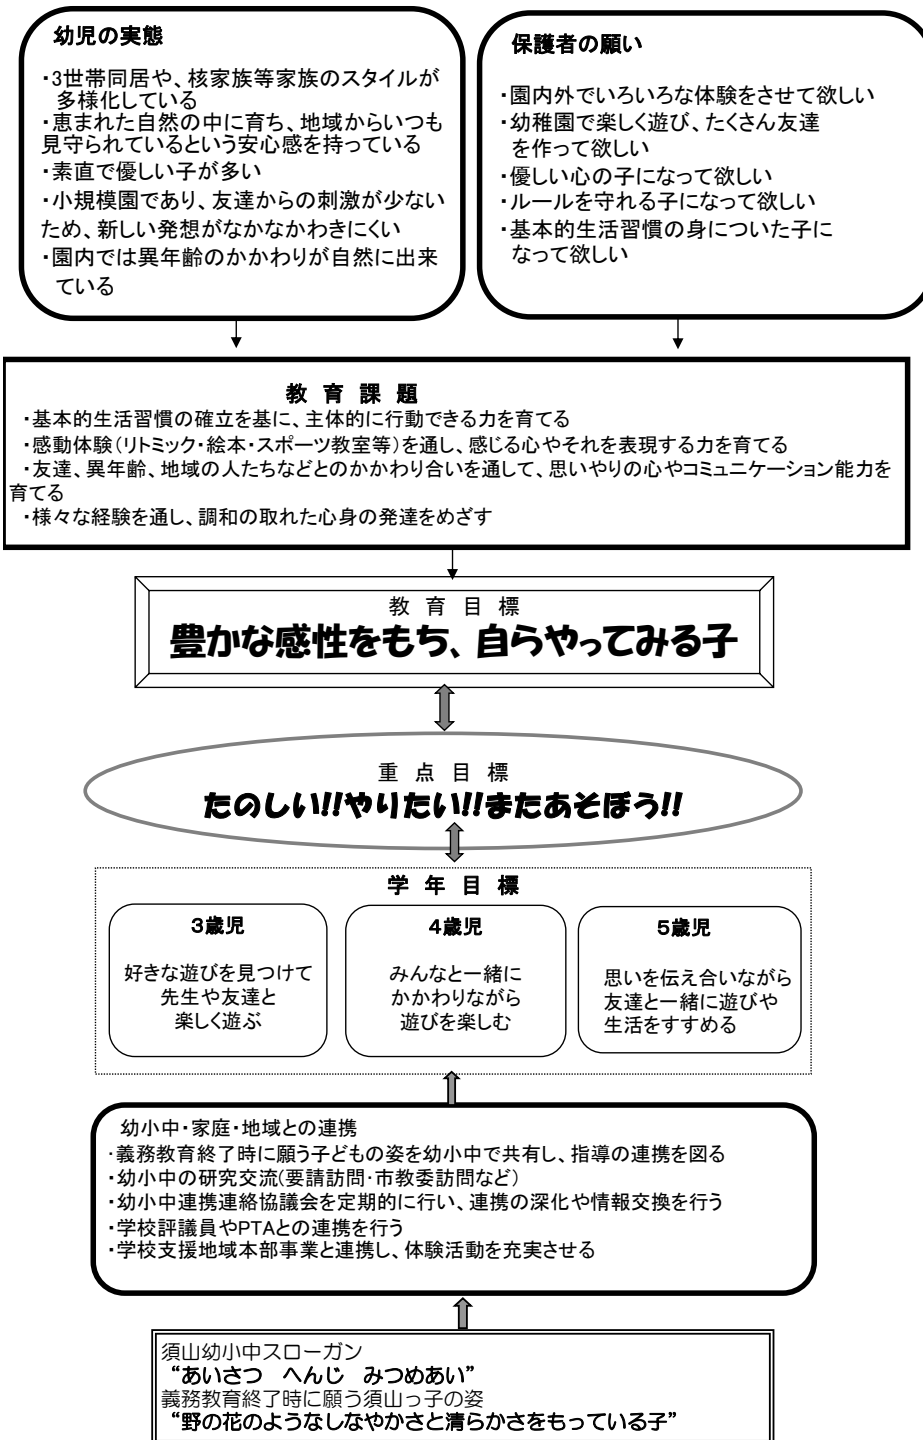 幼児の実態
・3世帯同居や、核家族等家族のスタイルが
多様化している
・恵まれた自然の中に育ち、地域からいつも
見守られているという安心感を持っている
・素直で優しい子が多い
・小規模園であり、友達からの刺激が少ない
ため、新しい発想がなかなかわきにくい
・園内では異年齢のかかわりが自然に出来
ている
保護者の願い
・園内外でいろいろな体験をさせて欲しい
・幼稚園で楽しく遊び、たくさん友達
を作って欲しい
・優しい心の子になって欲しい
・ルールを守れる子になって欲しい
・基本的生活習慣の身についた子に
なって欲しい
教 育 課 題
・基本的生活習慣の確立を基に、主体的に行動できる力を育てる
・感動体験(リトミック・絵本・スポーツ教室等)を通し、感じる心やそれを表現する力を育てる
・友達、異年齢、地域の人たちなどとのかかわり合いを通して、思いやりの心やコミュニケーション能力を
育てる
・様々な経験を通し、調和の取れた心身の発達をめざす
教 育 目 標
豊かな感性をもち、自らやってみる子
重 点 目 標
たのしい!!やりたい!!またあそぼう!!
学 年 目 標
3歳児
好きな遊びを見つけて
先生や友達と
楽しく遊ぶ
4歳児
みんなと一緒に
かかわりながら
遊びを楽しむ
5歳児
思いを伝え合いながら
友達と一緒に遊びや
生活をすすめる
幼小中・家庭・地域との連携
・義務教育終了時に願う子どもの姿を幼小中で共有し、指導の連携を図る
・幼小中の研究交流(要請訪問・市教委訪問など)
・幼小中連携連絡協議会を定期的に行い、連携の深化や情報交換を行う
・学校評議員やPTAとの連携を行う
・学校支援地域本部事業と連携し、体験活動を充実させる
須山幼小中スローガン
“あいさつ　へんじ　みつめあい”
義務教育終了時に願う須山っ子の姿
“野の花のようなしなやかさと清らかさをもっている子”